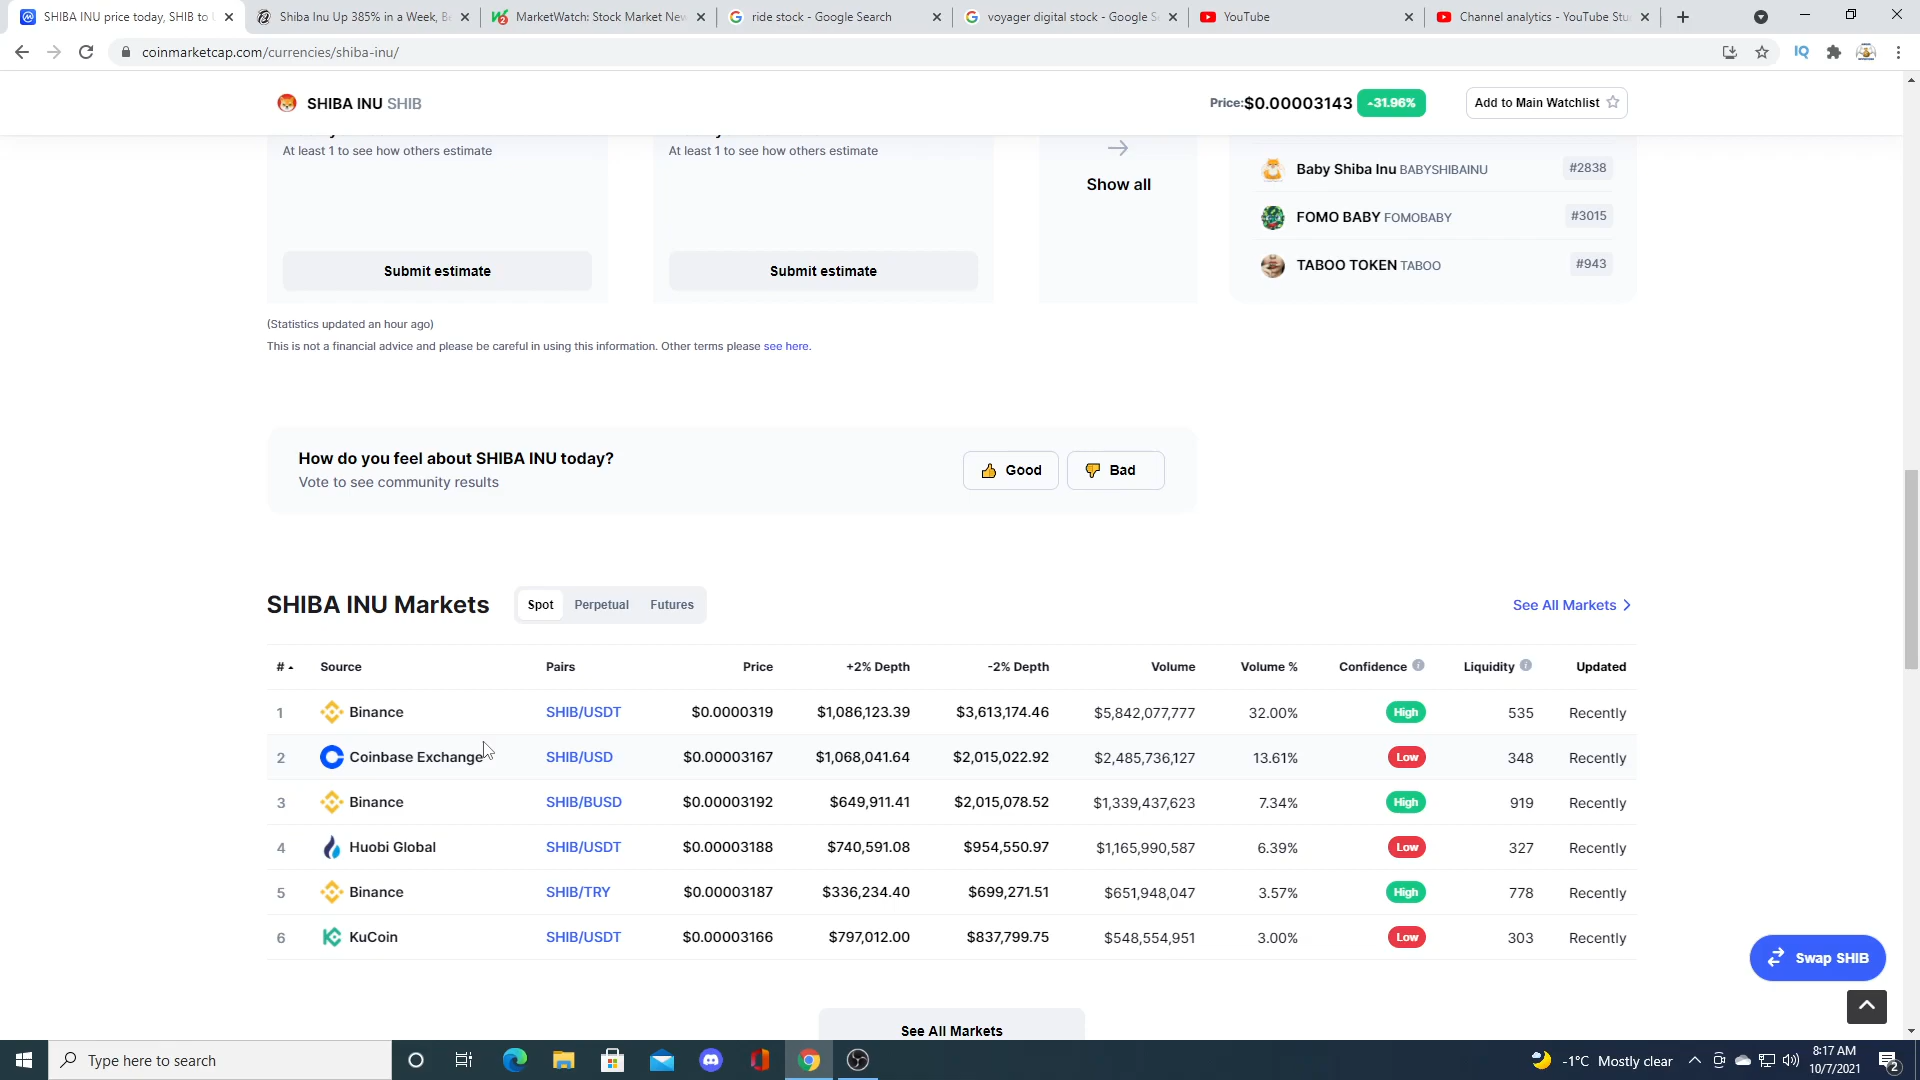 SHIBA INU price today, SHIB to U
Shiba Inu Up 385% in a Week, Be
MarketWatch: Stock Market New
ride stock - Google Search
voyager digital stock - Google Se
YouTube
Channel analytics - YouTube Stu
coinmarketcap.com/currencies/shiba-inu/
IQ
SHIBA INU SHIB
Price:$0.00003143
31.96%
Add to Main Watchlist
At least 1 to see how others estimate
At least 1 to see how others estimate
Show all
Baby Shiba Inu BABYSHIBAINU
#2838
FOMO BABY FOMOBABY
#3015
TABOO TOKEN TABOO
#943
Submit estimate
Submit estimate
(Statistics updated an hour ago)
This is not a financial advice and please be careful in using this information. Other terms please see here.
How do you feel about SHIBA INU today?
Vote to see community results
Good
Bad
SHIBA INU Markets
Spot
Perpetual
Futures
See All Markets
# Source Pairs Price +2% Depth -2% Depth Volume Volume % Confidence Liquidity Updated
1 Binance SHIB/USDT $0.0000319 $1,086,123.39 $3,613,174.46 $5,842,077,777 32.00% High 535 Recently
2 Coinbase Exchange SHIB/USD $0.00003167 $1,068,041.64 $2,015,022.92 $2,485,736,127 13.61% Low 348 Recently
3 Binance SHIB/BUSD $0.00003192 $649,911.41 $2,015,078.52 $1,339,437,623 7.34% High 919 Recently
4 Huobi Global SHIB/USDT $0.00003188 $740,591.08 $954,550.97 $1,165,990,587 6.39% Low 327 Recently
5 Binance SHIB/TRY $0.00003187 $336,234.40 $699,271.51 $651,948,047 3.57% High 778 Recently
6 KuCoin SHIB/USDT $0.00003166 $797,012.00 $837,799.75 $548,554,951 3.00% Low 303 Recently
Swap SHIB
See All Markets
Type here to search
-1°C Mostly clear
8:17 AM
10/7/2021
2